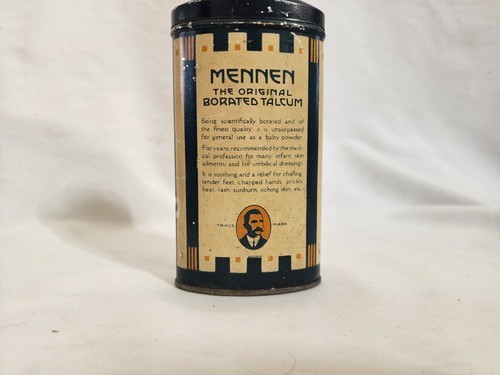 MENNEN
THE ORIGINAL
BORATED TALCUM
Being scientifically borated and of
the finest quality, it is unsurpassed
for general use as a baby powder.
For years, recommended by the medi-
cal profession for many infant skin
ailments, and for umbilical dressings.
It is soothing and a relief for chafing,
tender feet, chapped hands, prickly
heat, rash, sunburn, itching skin, etc.
TRADE MARK